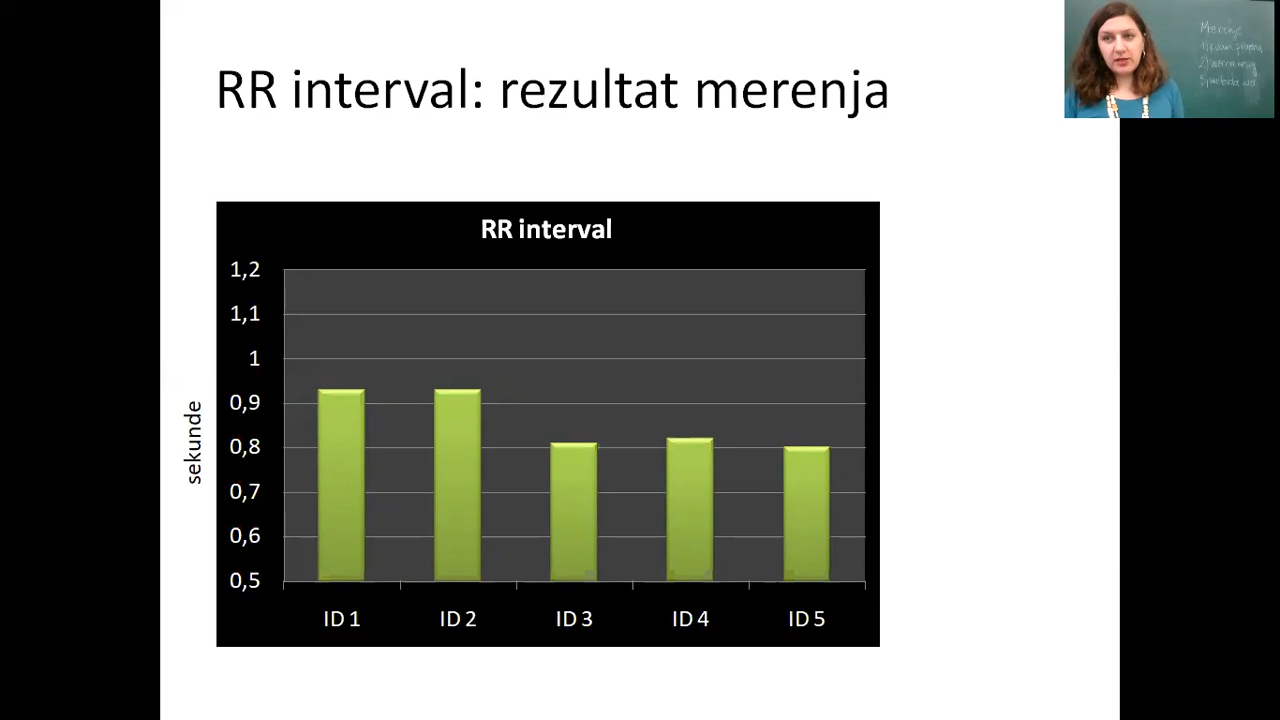 RR interval: rezultat merenja
Merenje
RR interval
1,2
1,1
1
0,9
0,8
0,7
0,6
0,5
sekunde
ID 1 ID 2 ID 3 ID 4 ID 5